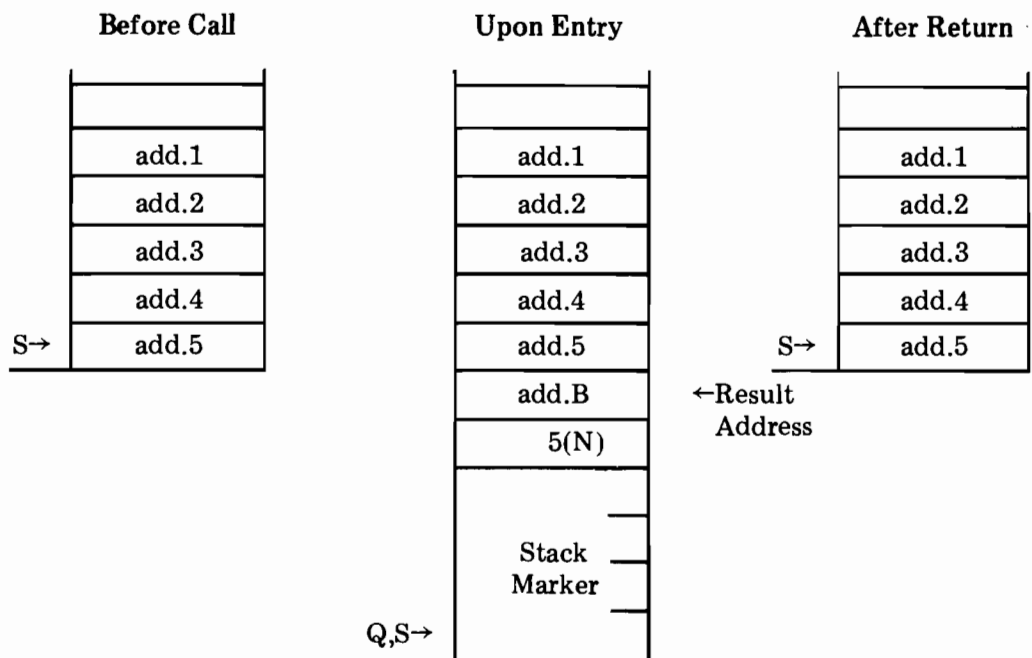 Before Call
Upon Entry
After Return
add.1
add.2
add.3
add.4
S→ add.5
add.1
add.2
add.3
add.4
add.5
add.B
←Result
Address
5(N)
Stack
Marker
Q,S→
add.1
add.2
add.3
add.4
S→ add.5